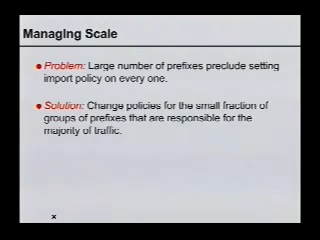 Managing Scale
Problem: Large number of prefixes preclude setting
import policy on every one.
Solution: Change policies for the small fraction of
groups of prefixes that are responsible for the
majority of traffic.